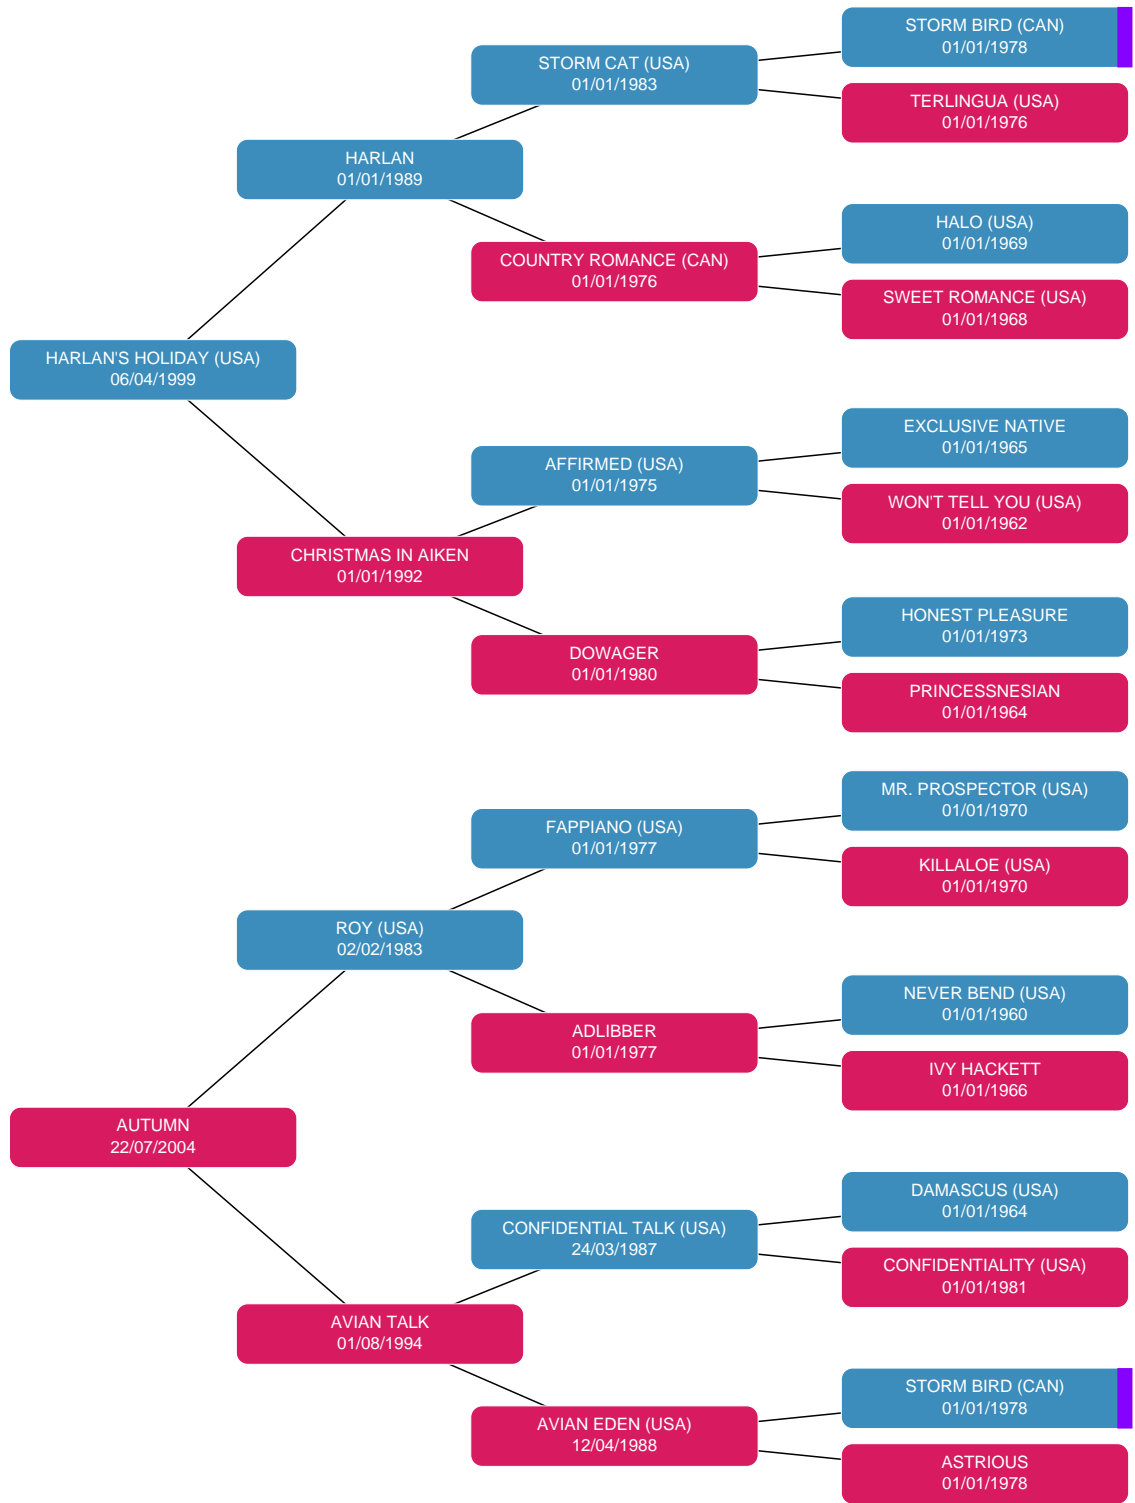 STORM BIRD (CAN)
01/01/1978
STORM CAT (USA)
01/01/1983
TERLINGUA (USA)
01/01/1976
HARLAN
01/01/1989
HALO (USA)
01/01/1969
COUNTRY ROMANCE (CAN)
01/01/1976
SWEET ROMANCE (USA)
01/01/1968
HARLAN'S HOLIDAY (USA)
06/04/1999
EXCLUSIVE NATIVE
01/01/1965
AFFIRMED (USA)
01/01/1975
WON'T TELL YOU (USA)
01/01/1962
CHRISTMAS IN AIKEN
01/01/1992
HONEST PLEASURE
01/01/1973
DOWAGER
01/01/1980
PRINCESSNESIAN
01/01/1964
MR. PROSPECTOR (USA)
01/01/1970
FAPPIANO (USA)
01/01/1977
KILLALOE (USA)
01/01/1970
ROY (USA)
02/02/1983
NEVER BEND (USA)
01/01/1960
ADLIBBER
01/01/1977
IVY HACKETT
01/01/1966
AUTUMN
22/07/2004
DAMASCUS (USA)
01/01/1964
CONFIDENTIAL TALK (USA)
24/03/1987
CONFIDENTIALITY (USA)
01/01/1981
AVIAN TALK
01/08/1994
STORM BIRD (CAN)
01/01/1978
AVIAN EDEN (USA)
12/04/1988
ASTRIOUS
01/01/1978